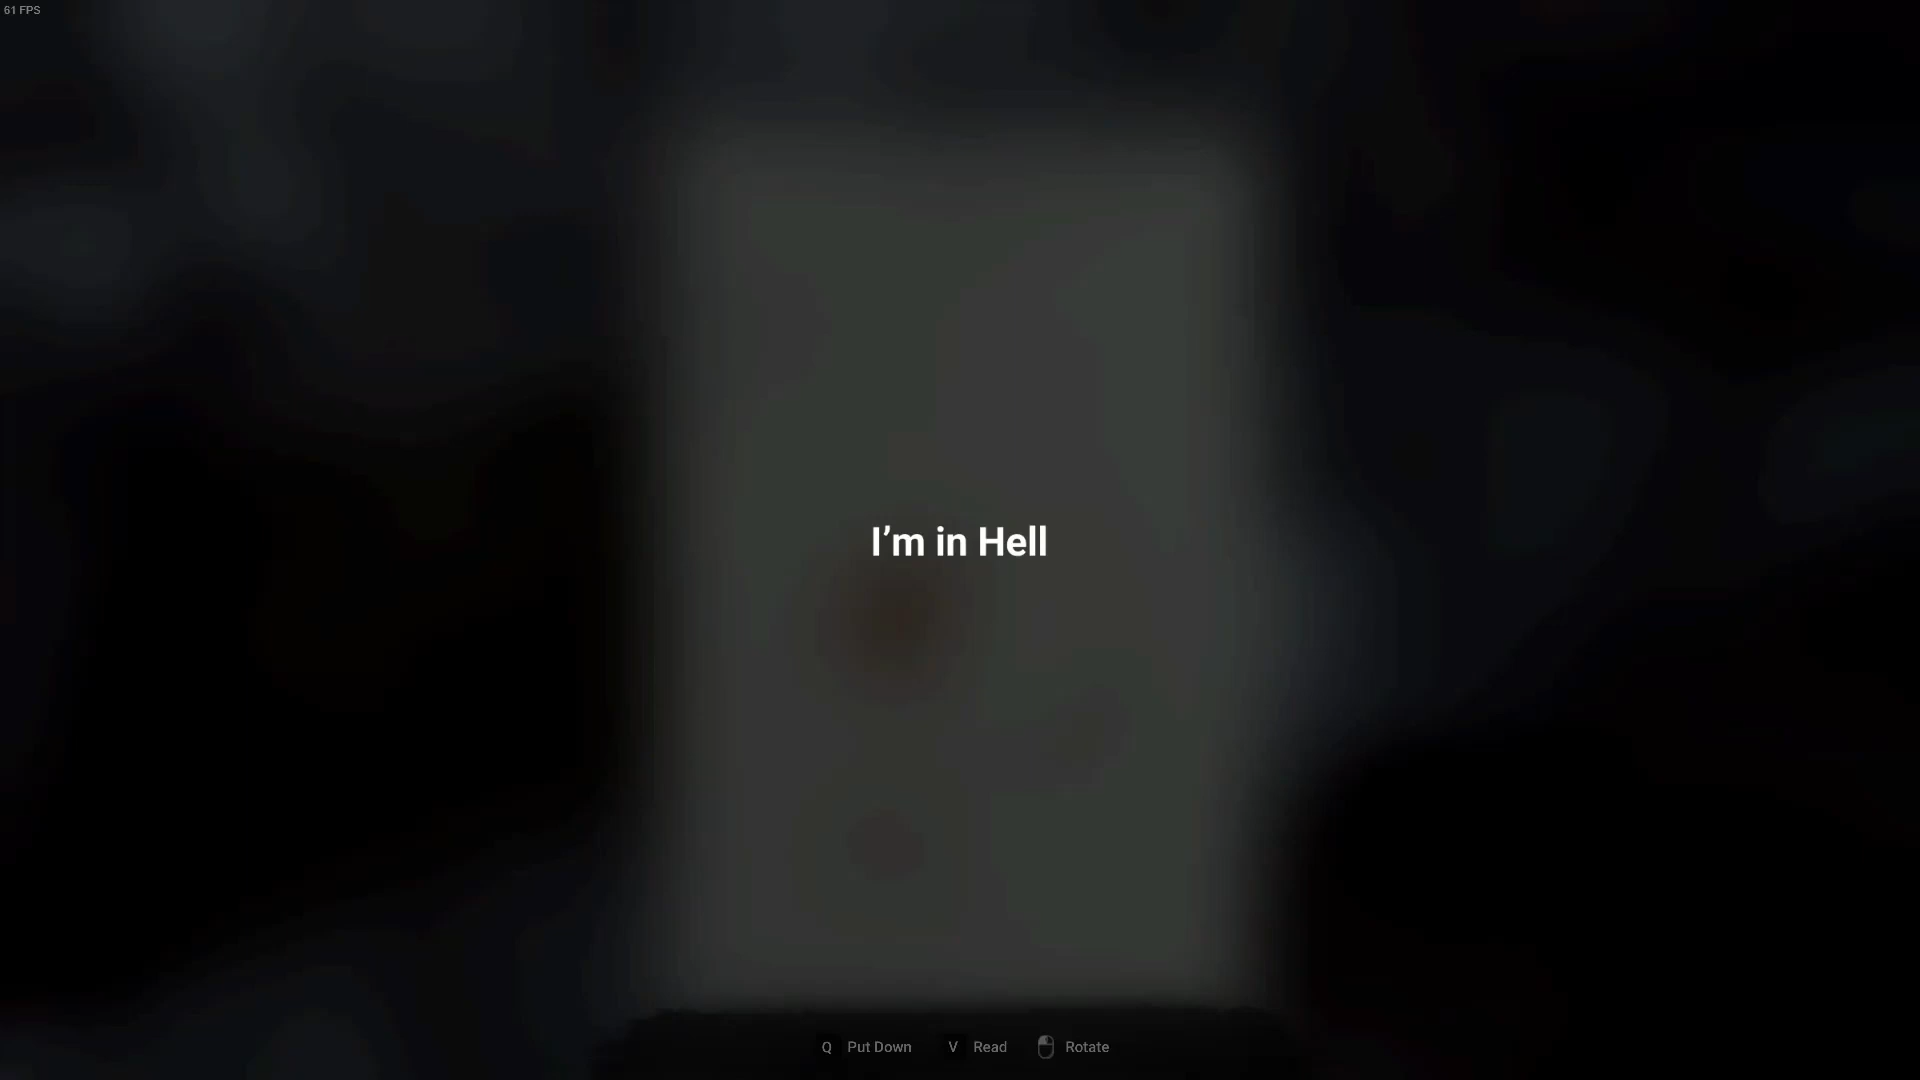 61 FPS
I’m in Hell
Q Put Down V Read Rotate